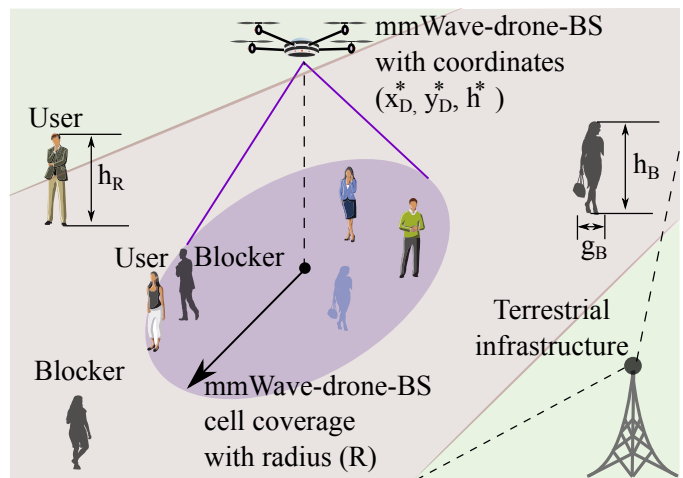 mmWave-drone-BS
with coordinates
(x*D, y*D, h* )
User
hR
hB
gB
User
Blocker
Terrestrial
infrastructure
Blocker
mmWave-drone-BS
cell coverage
with radius (R)